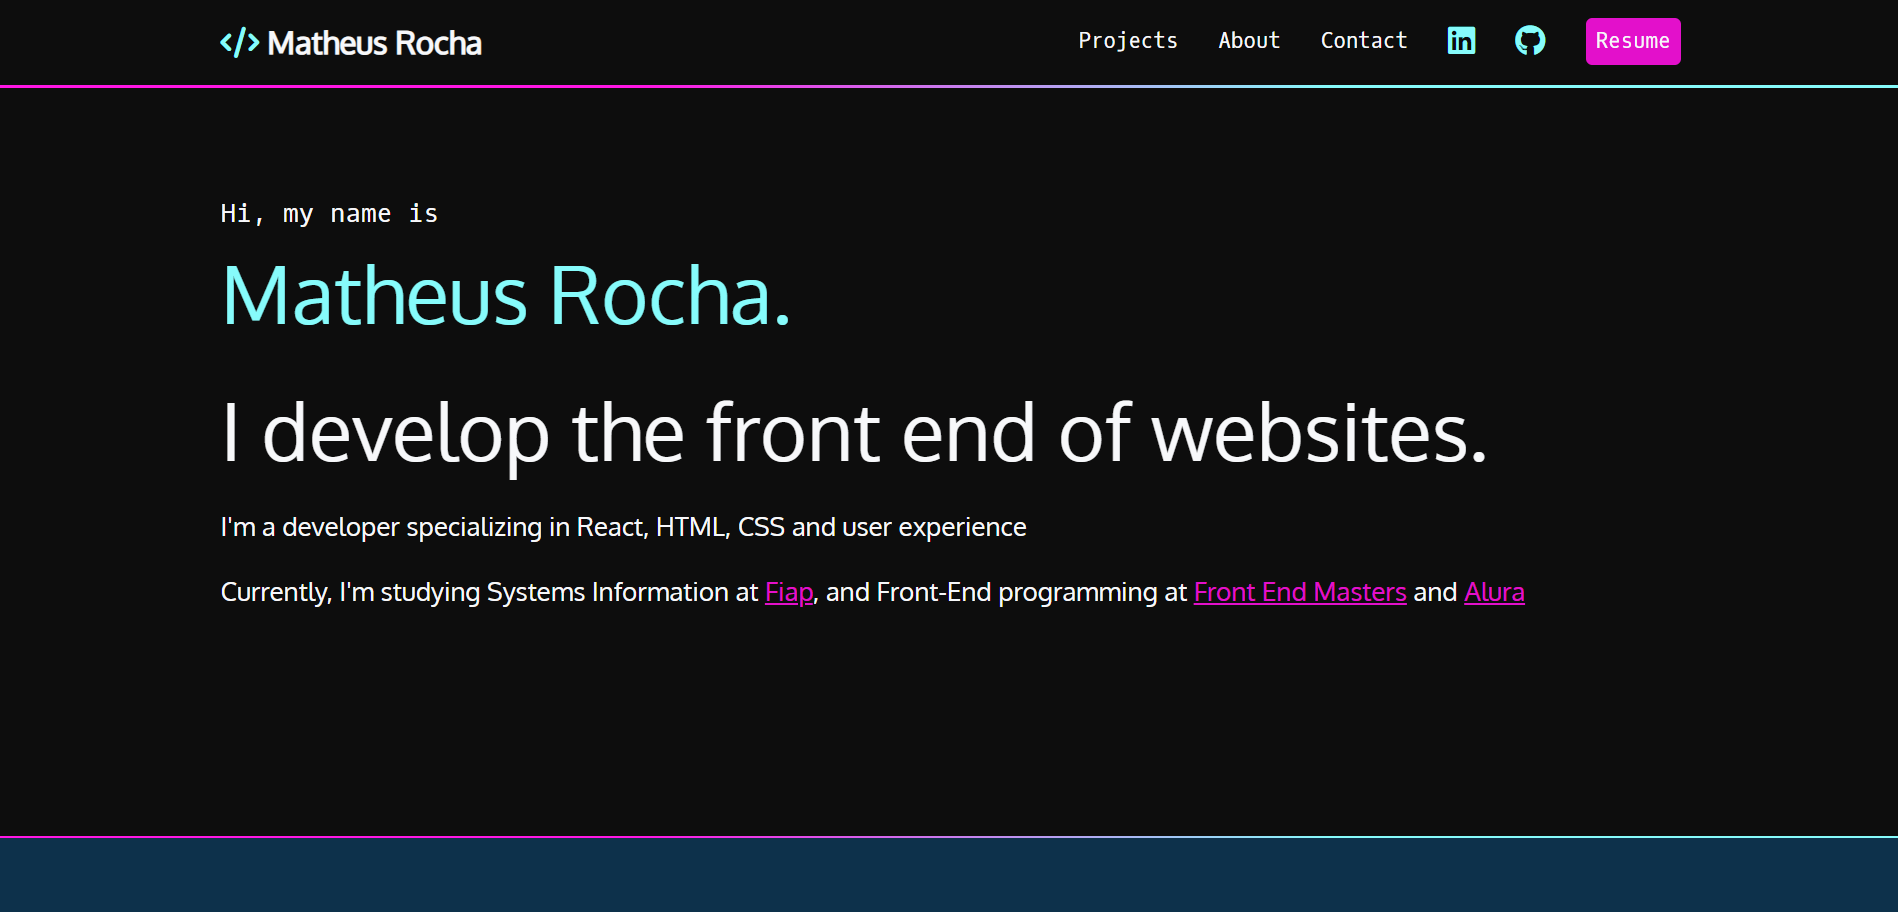 </> Matheus Rocha
Projects About Contact in Resume
Hi, my name is
Matheus Rocha.
I develop the front end of websites.
I'm a developer specializing in React, HTML, CSS and user experience
Currently, I'm studying Systems Information at Fiap, and Front-End programming at Front End Masters and Alura